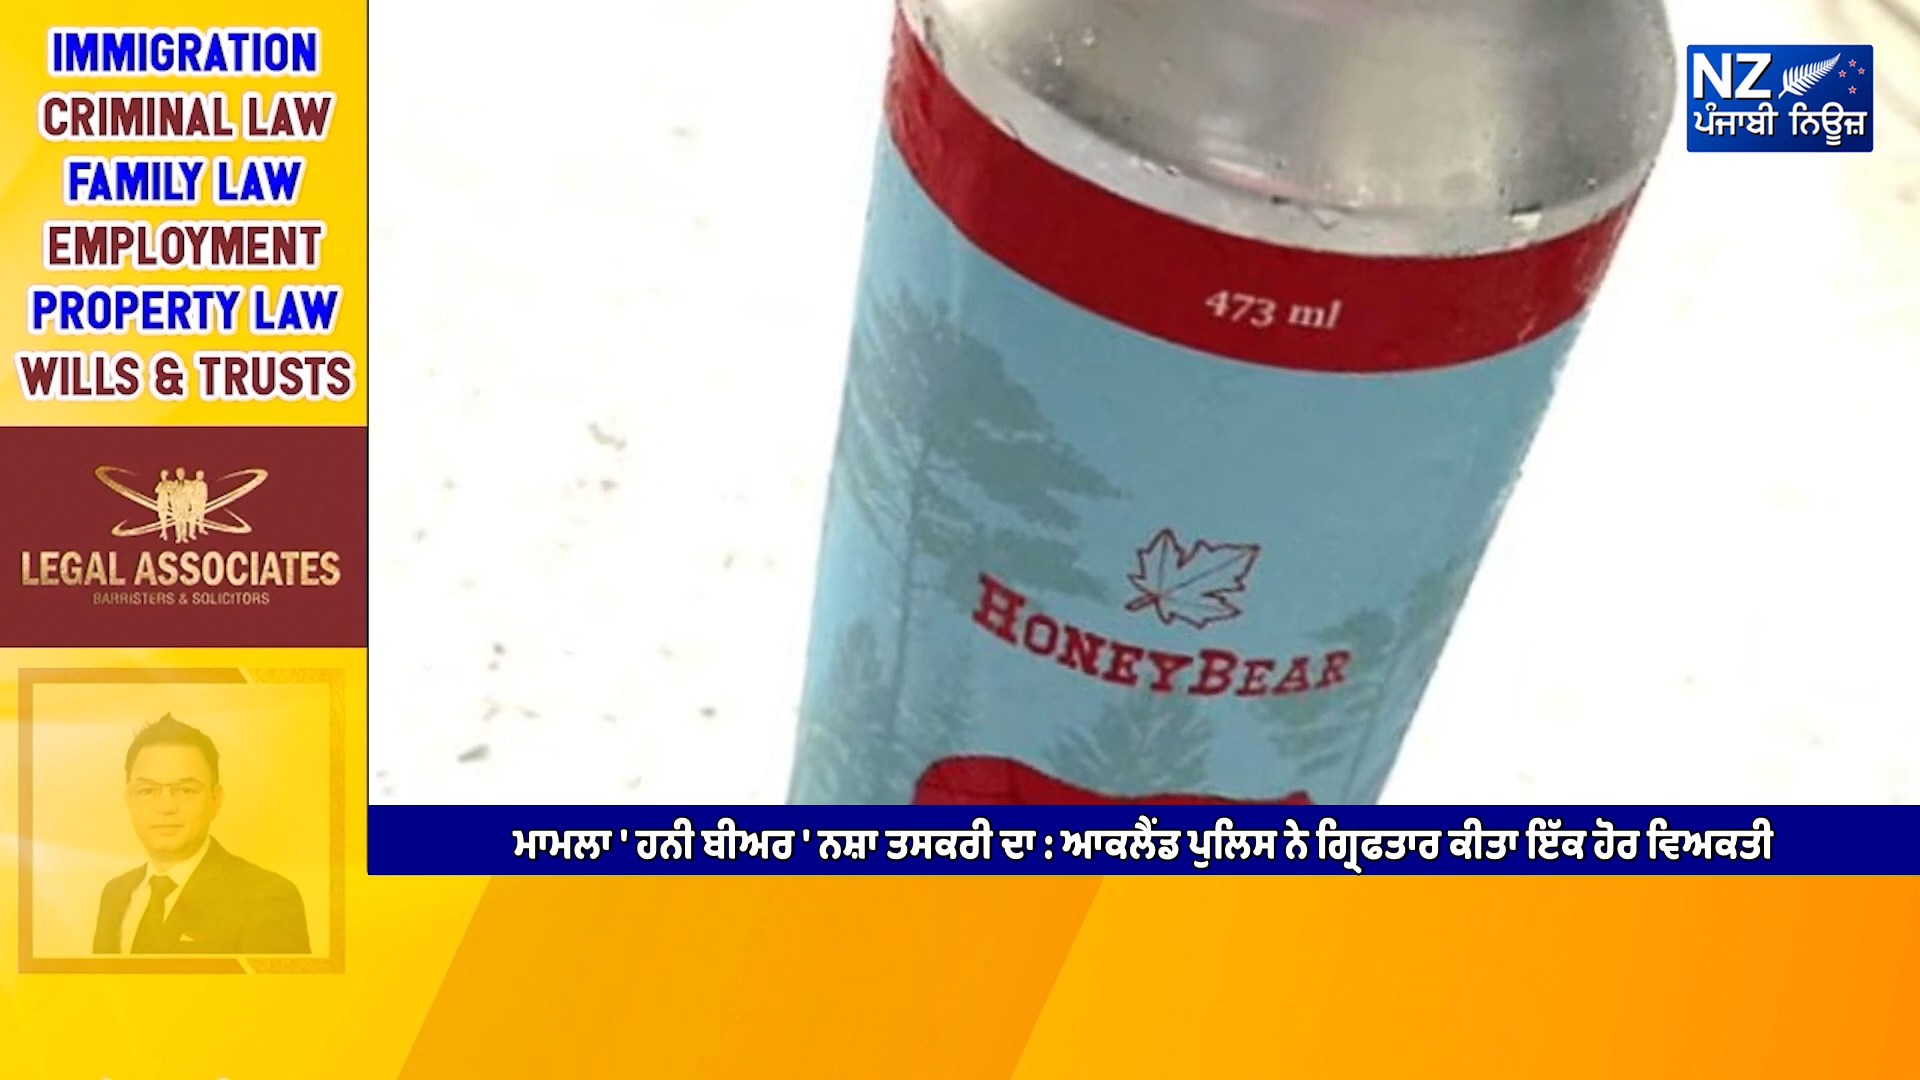 IMMIGRATION
CRIMINAL LAW
FAMILY LAW
EMPLOYMENT
PROPERTY LAW
WILLS & TRUSTS
LEGAL ASSOCIATES
BARRISTERS & SOLICITORS
NZ
ਪੰਜਾਬੀ ਨਿਊਜ਼
473 ml
HONEYBEAR
ਮਾਮਲਾ ' ਹਨੀ ਬੀਅਰ ' ਨਸ਼ਾ ਤਸਕਰੀ ਦਾ : ਆਕਲੈਂਡ ਪੁਲਿਸ ਨੇ ਗ੍ਰਿਫਤਾਰ ਕੀਤਾ ਇੱਕ ਹੋਰ ਵਿਅਕਤੀ